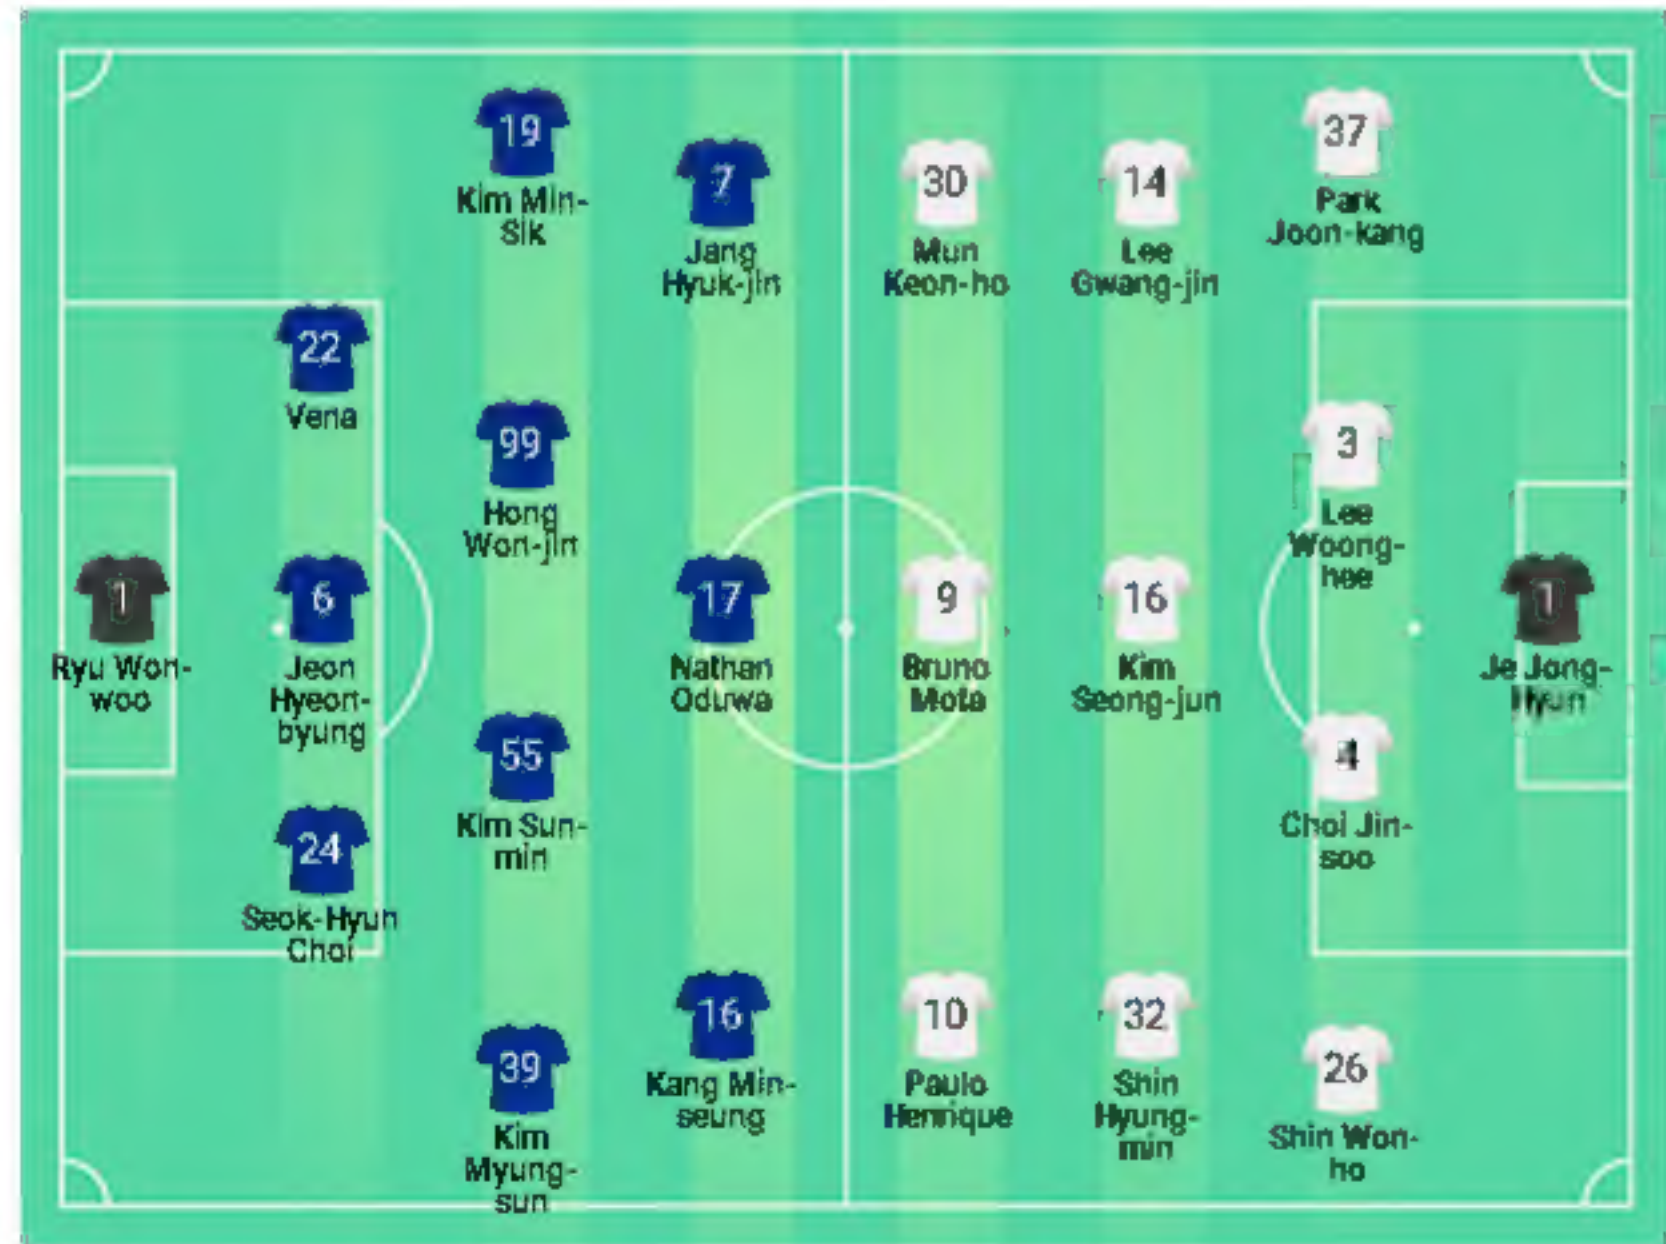 19
Kim Min-
Sik
7
Jang
Hyuk-jin
30
Mun
Keon-ho
14
Lee
Gwang-jin
37
Park
Joon-kang
22
Vena
99
Hong
Won-jin
3
Lee
Woong-
hee
1
Ryu Won-
woo
6
Jeon
Hyeon-
byung
17
Nathan
Oduwa
9
Bruno
Mota
16
Kim
Seong-jun
1
Je Jong-
Hyun
55
Kim Sun-
min
4
Choi Jin-
soo
24
Seok-Hyun
Choi
39
Kim
Myung-
sun
16
Kang Min-
seung
10
Paulo
Henrique
32
Shin
Hyung-
min
26
Shin Won-
ho